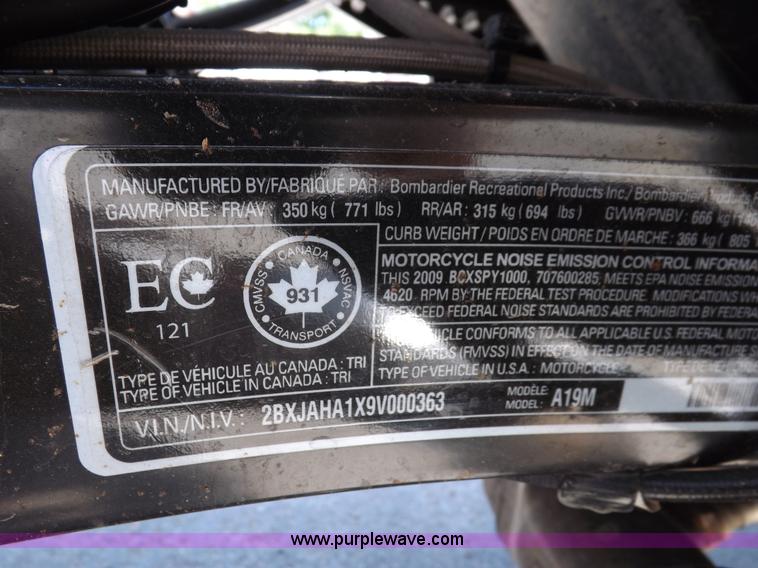 MANUFACTURED BY/FABRIQUÉ PAR: Bombardier Recreational Products Inc./ Bombardier
GAWR/PNBE: FR/AV: 350 kg ( 771 lbs) RR/AR: 315 kg ( 694 lbs) GVWR/PNBV: 666 kg
CURB WEIGHT/POIDS EN ORDRE DE MARCHE: 366 kg ( 805
MOTORCYCLE NOISE EMISSION CONTROL
THIS 2009 BCXSPY1000, 707600285, MEETS EPA NOISE EMISSION
4620 RPM BY THE FEDERAL TEST PROCEDURE. MODIFICATIONS
TO EXCEED FEDERAL NOISE STANDARDS ARE PROHIBITED BY
VEHICLE CONFORMS TO ALL APPLICABLE U.S. FEDERAL
STANDARDS (FMVSS) IN EFFECT ON THE DATE OF MANUFACTURE
TYPE OF VEHICLE IN U.S.A.: MOTORCYCLE
EC
121
CANADA
CMVSS
NSVAC
931
TRANSPORT
TYPE DE VÉHICULE AU CANADA: TRI
TYPE OF VEHICLE IN CANADA: TRI
V.I.N./N.I.V.: 2BXJAHA1X9V000363
MODÈLE:
MODEL: A19M
www.purplewave.com